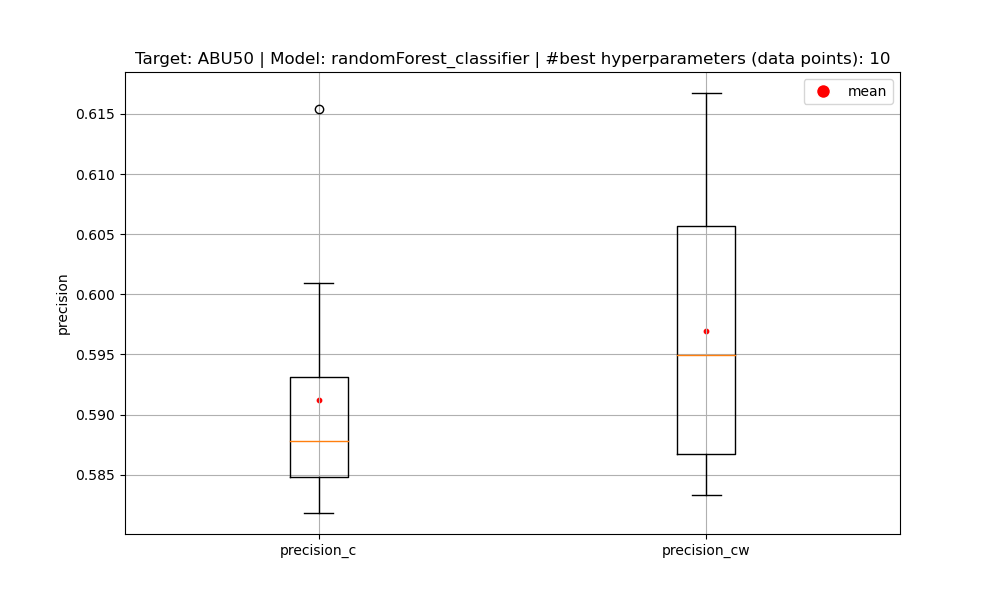 Target: ABU50 | Model: randomForest_classifier | #best hyperparameters (data points): 10
mean
0.615
0.610
0.605
0.600
0.595
0.590
0.585
precision
precision_c
precision_cw